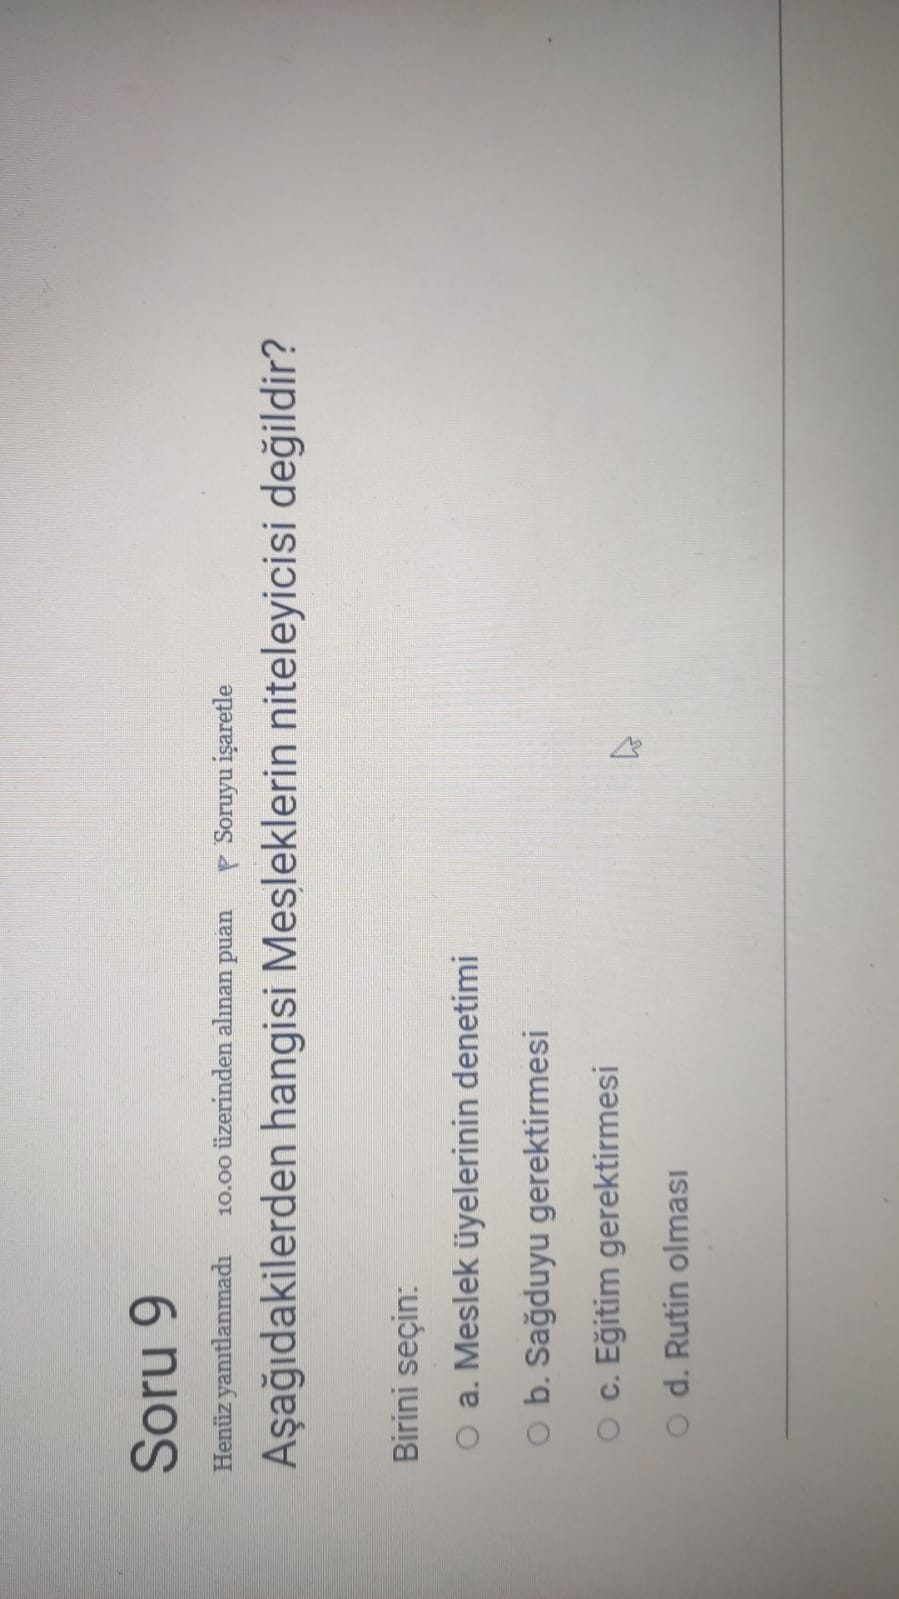 Soru 9
Henüz yanıtlanmadı 10.00 üzerinden alınan puan Soruyu işaretle
Aşağıdakilerden hangisi Mesleklerin niteleyicisi değildir?
Birini seçin:
a. Meslek üyelerinin denetimi
b. Sağduyu gerektirmesi
c. Eğitim gerektirmesi
d. Rutin olması